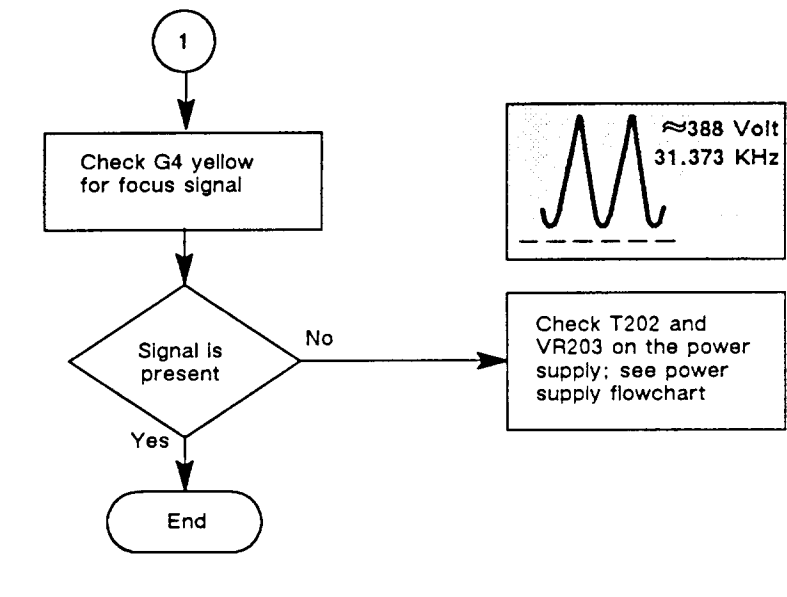 1
Check G4 yellow
for focus signal
≈388 Volt
31.373 KHz
Signal is
present
No
Check T202 and
VR203 on the power
supply; see power
supply flowchart
Yes
End